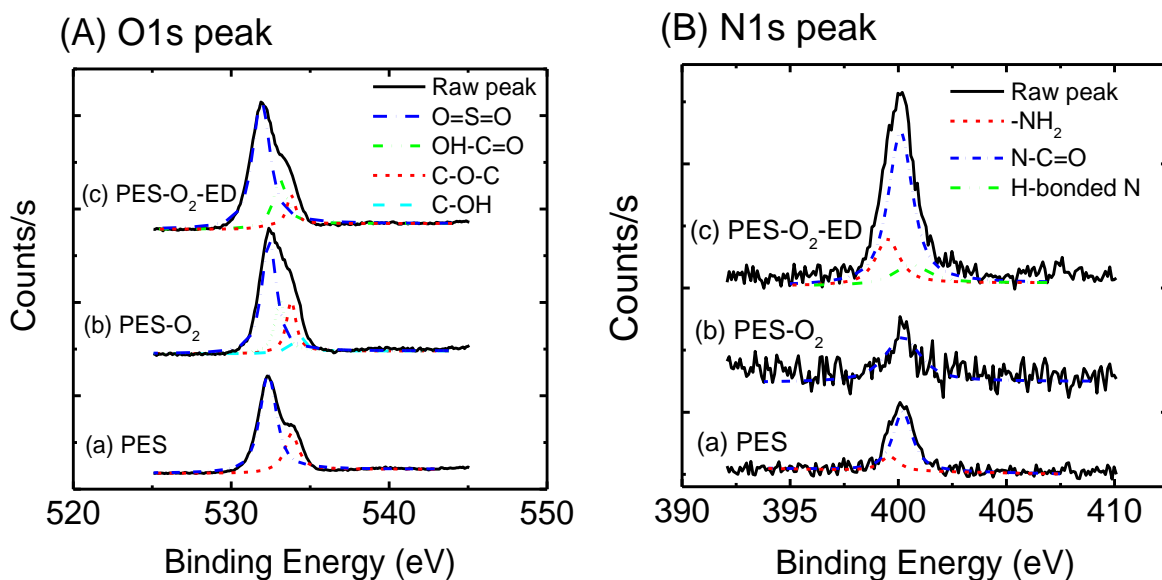 (A) O1s peak
Raw peak
O=S=O
OH-C=O
C-O-C
C-OH
(c) PES-O₂-ED
(b) PES-O₂
(a) PES
Counts/s
520 530 540 550
Binding Energy (eV)
(B) N1s peak
Raw peak
-NH₂
N-C=O
H-bonded N
(c) PES-O₂-ED
(b) PES-O₂
(a) PES
Counts/s
390 395 400 405 410
Binding Energy (eV)